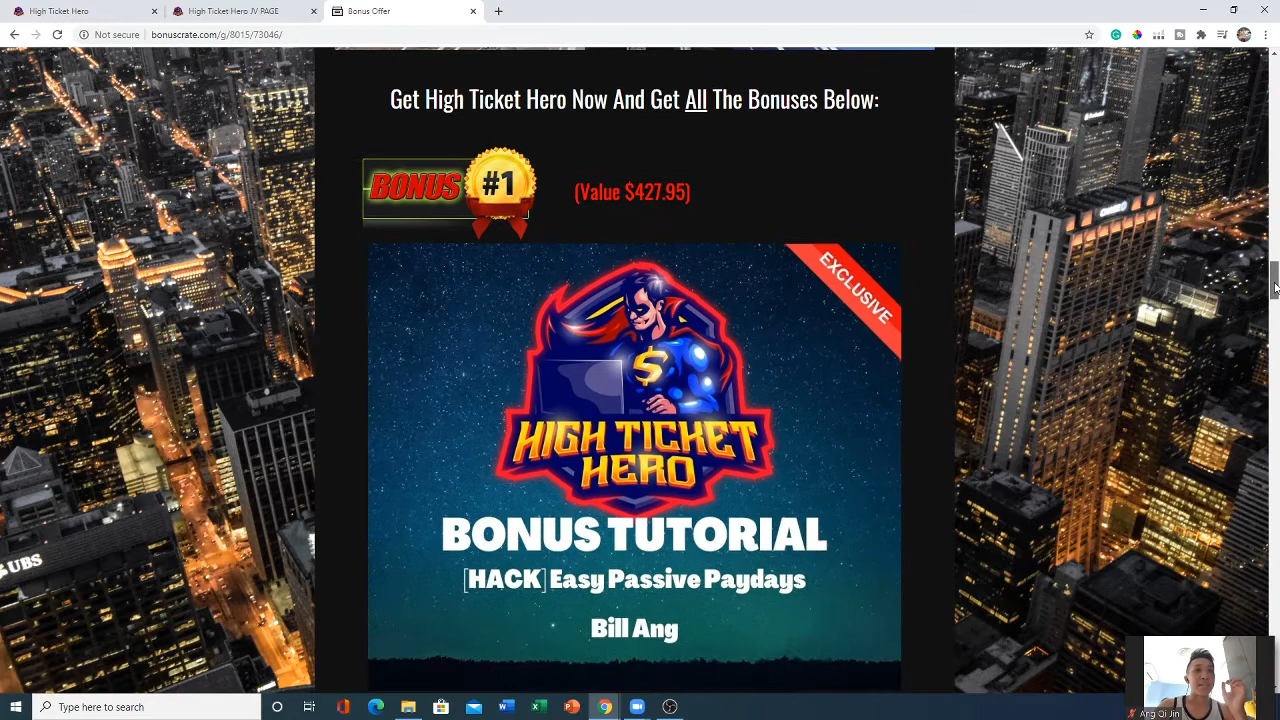 High Ticket Hero
High Ticket Hero JV PAGE
Bonus Offer
Not secure
bonuscrate.com/g/8015/73046/
Get High Ticket Hero Now And Get All The Bonuses Below:
BONUS
#1
(Value $427.95)
EXCLUSIVE
$
HIGH TICKET
HERO
BONUS TUTORIAL
[HACK] Easy Passive Paydays
Bill Ang
UBS
Type here to search
Ang Qi Jin